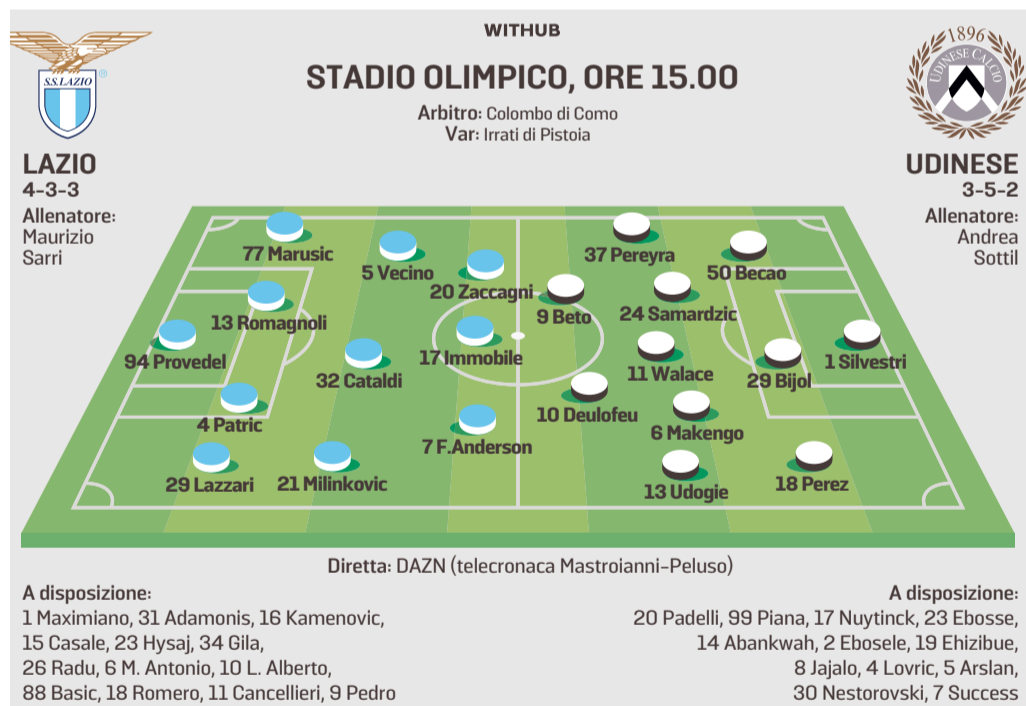 WITHUB
STADIO OLIMPICO, ORE 15.00
Arbitro: Colombo di Como
Var: Irrati di Pistoia
S.S.LAZIO
®
LAZIO
4-3-3
Allenatore:
Maurizio
Sarri
1896
UDINESE CALCIO
UDINESE
3-5-2
Allenatore:
Andrea
Sottil
77 Marusic
5 Vecino
20 Zaccagni
13 Romagnoli
94 Provedel
17 Immobile
32 Cataldi
4 Patric
7 F.Anderson
29 Lazzari
21 Milinkovic
37 Pereyra
50 Becao
9 Beto
24 Samardzic
11 Walace
29 Bijol
1 Silvestri
10 Deulofeu
6 Makengo
13 Udogie
18 Perez
Diretta: DAZN (telecronaca Mastroianni-Peluso)
A disposizione:
1 Maximiano, 31 Adamonis, 16 Kamenovic,
15 Casale, 23 Hysaj, 34 Gila,
26 Radu, 6 M. Antonio, 10 L. Alberto,
88 Basic, 18 Romero, 11 Cancellieri, 9 Pedro
A disposizione:
20 Padelli, 99 Piana, 17 Nuytinck, 23 Ebosse,
14 Abankwah, 2 Ebosele, 19 Ehizibue,
8 Jajalo, 4 Lovric, 5 Arslan,
30 Nestorovski, 7 Success